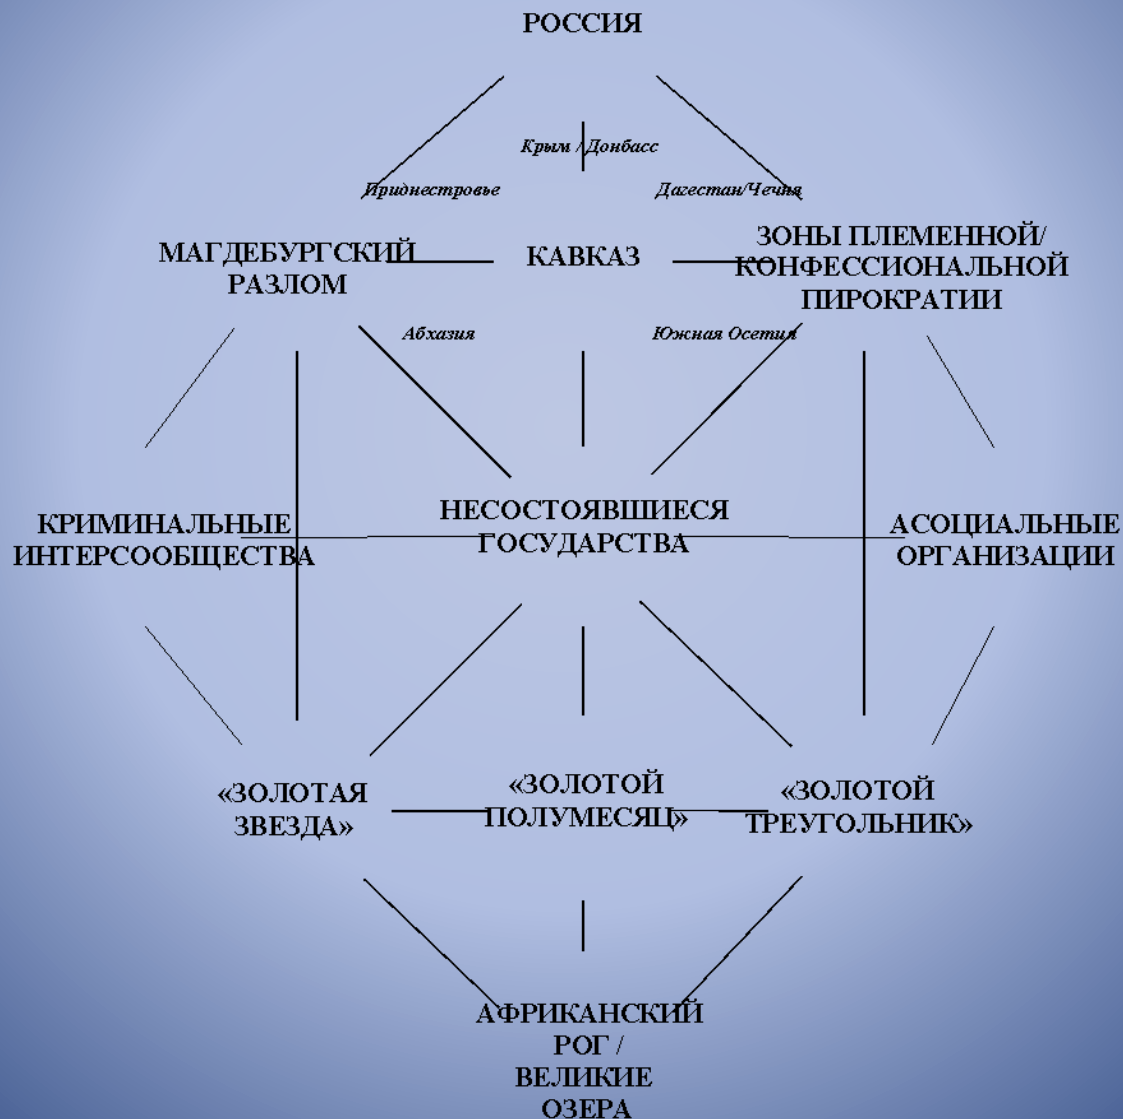 РОССИЯ
Крым / Донбасс
Приднестровье
Дагестан/Чечня
МАГДЕБУРГСКИЙ
РАЗЛОМ
КАВКАЗ
ЗОНЫ ПЛЕМЕННОЙ/
КОНФЕССИОНАЛЬНОЙ
ПИРОКРАТИИ
Абхазия
Южная Осетия
КРИМИНАЛЬНЫЕ
ИНТЕРСООБЩЕСТВА
НЕСОСТОЯВШИЕСЯ
ГОСУДАРСТВА
АСОЦИАЛЬНЫЕ
ОРГАНИЗАЦИИ
«ЗОЛОТАЯ
ЗВЕЗДА»
«ЗОЛОТОЙ
ПОЛУМЕСЯЦ»
«ЗОЛОТОЙ
ТРЕУГОЛЬНИК»
АФРИКАНСКИЙ
РОГ /
ВЕЛИКИЕ
ОЗЕРА